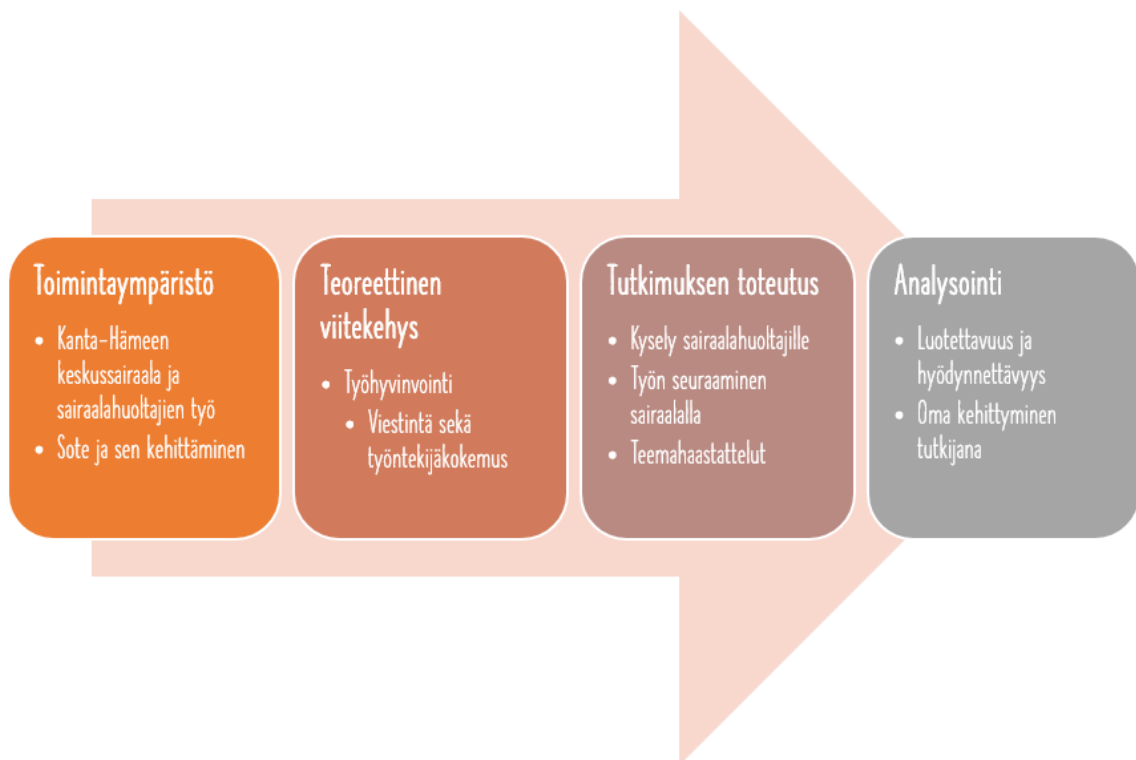 Toimintaympäristö
• Kanta-Hämeen
keskussairaala ja
sairaalahuoltajien työ
• Sote ja sen kehittäminen
Teoreettinen
viitekehys
• Työhyvinvointi
• Viestintä sekä
työntekijäkokemus
Tutkimuksen toteutus
• Kysely sairaalahuoltajille
• Työn seuraaminen
sairaalalla
• Teemahaastattelut
Analysointi
• Luotettavuus ja
hyödynnettävyys
• Oma kehittyminen
tutkijana